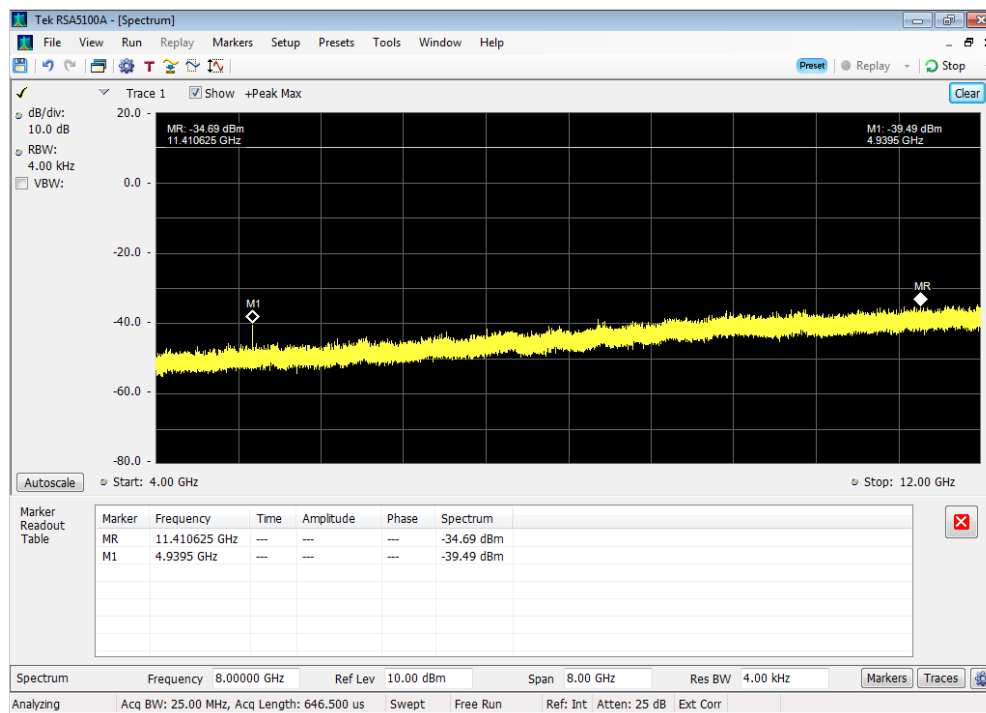 Tek RSA5100A - [Spectrum]
File View Run Replay Markers Setup Presets Tools Window Help
T Preset Replay Stop
Trace 1 Show +Peak Max Clear
dB/div:
10.0 dB
RBW:
4.00 kHz
VBW:
20.0 -
0.0 -
-20.0 -
-40.0 -
-60.0 -
-80.0 -
MR: -34.69 dBm
11.410625 GHz
M1: -39.49 dBm
4.9395 GHz
MR
M1
Autoscale Start: 4.00 GHz Stop: 12.00 GHz
Marker
Readout
Table
Marker Frequency Time Amplitude Phase Spectrum
MR 11.410625 GHz --- --- --- -34.69 dBm
M1 4.9395 GHz --- --- --- -39.49 dBm
Spectrum Frequency 8.00000 GHz Ref Lev 10.00 dBm Span 8.00 GHz Res BW 4.00 kHz Markers Traces
Analyzing Acq BW: 25.00 MHz, Acq Length: 646.500 us Swept Free Run Ref: Int Atten: 25 dB Ext Corr